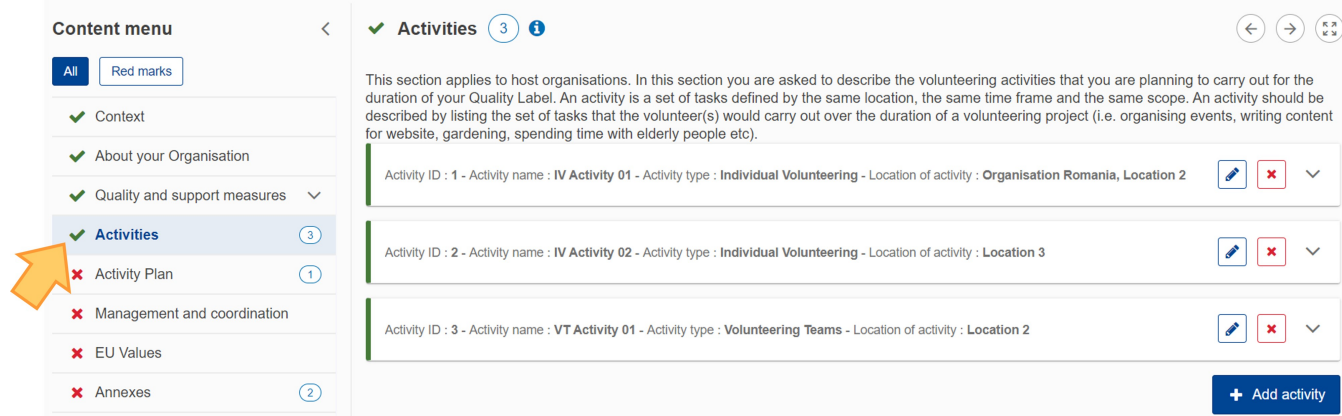 Content menu
All
Red marks
Context
About your Organisation
Quality and support measures
Activities
3
Activity Plan
1
Management and coordination
EU Values
Annexes
2
Activities 3
This section applies to host organisations. In this section you are asked to describe the volunteering activities that you are planning to carry out for the
duration of your Quality Label. An activity is a set of tasks defined by the same location, the same time frame and the same scope. An activity should be
described by listing the set of tasks that the volunteer(s) would carry out over the duration of a volunteering project (i.e. organising events, writing content
for website, gardening, spending time with elderly people etc).
Activity ID : 1 - Activity name : IV Activity 01 - Activity type : Individual Volunteering - Location of activity : Organisation Romania, Location 2
Activity ID : 2 - Activity name : IV Activity 02 - Activity type : Individual Volunteering - Location of activity : Location 3
Activity ID : 3 - Activity name : VT Activity 01 - Activity type : Volunteering Teams - Location of activity : Location 2
+ Add activity